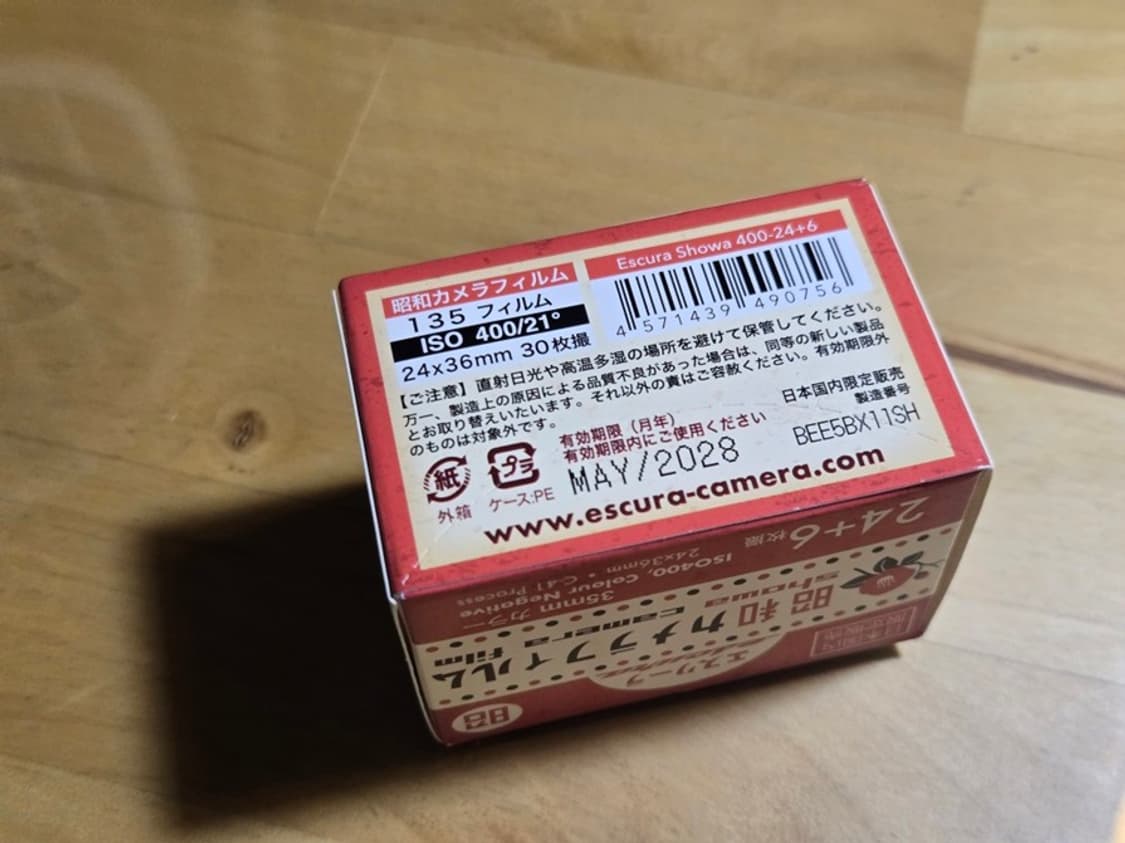 昭和カメラフィルム
135 フィルム
ISO 400/21°
24x36mm 30枚撮
Escura Showa 400-24+6
4 571439 490756
【ご注意】直射日光や高温多湿の場所を避けて保管してください。
万一、製造上の原因による品質不良があった場合は、同等の新しい製品
とお取り替えいたします。それ以外の責はご容赦ください。有効期限外
のものは対象外です。
日本国内限定販売
製造番号
BEE5BX11SH
紙
外箱
プラ
ケース:PE
有効期限（月年）
有効期限内にご使用ください
MAY/2028
www.escura-camera.com
24+6枚撮
ISO400, Colour Negative
24x36mm • C-41 Process
35mm カラー
昭和カメラフィルム
showa camera film
エスクーラ
昭